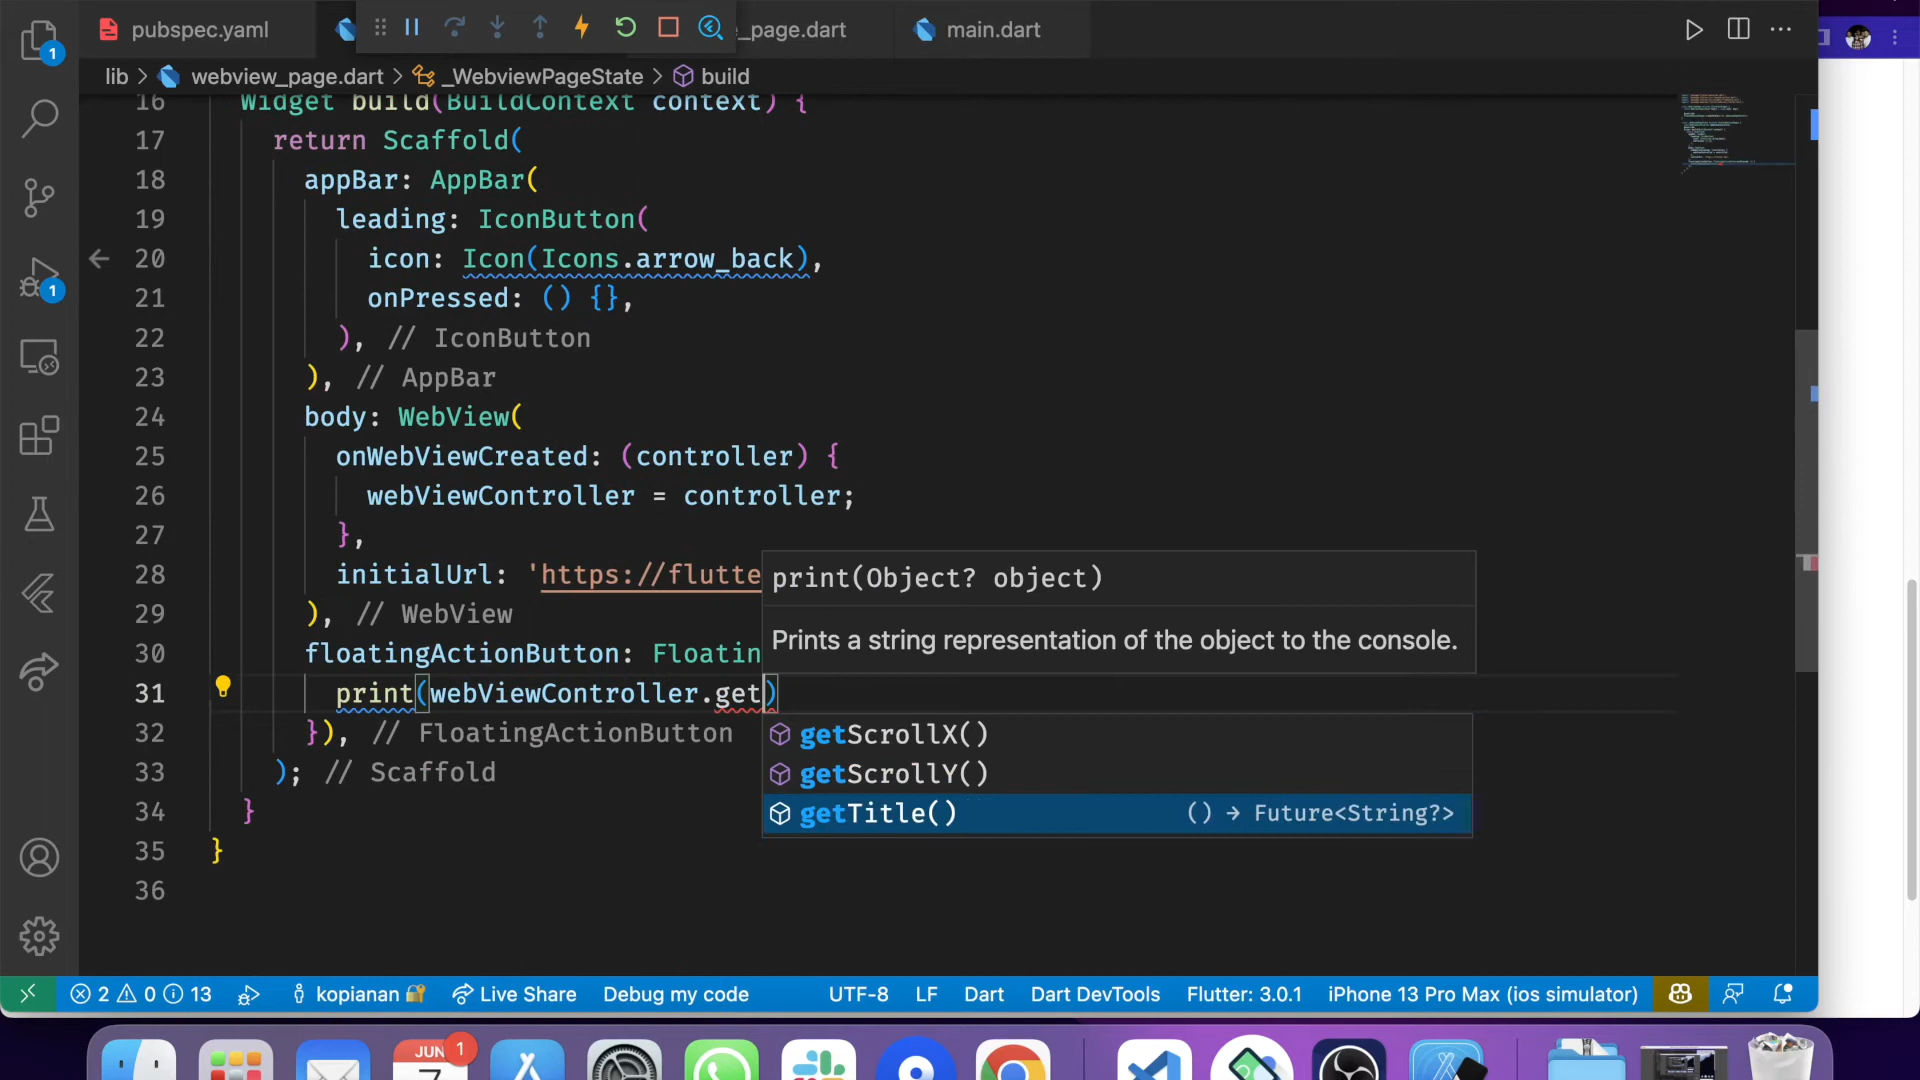 pubspec.yaml
_page.dart
main.dart
1
lib > webview_page.dart > _WebviewPageState > build
16 Widget build(BuildContext context) {
17 return Scaffold(
18 appBar: AppBar(
19 leading: IconButton(
20 icon: Icon(Icons.arrow_back),
21 onPressed: () {},
22 ), // IconButton
23 ), // AppBar
24 body: WebView(
25 onWebViewCreated: (controller) {
26 webViewController = controller;
27 },
28 initialUrl: 'https://flutte
29 ), // WebView
30 floatingActionButton: Floatin
31 print(webViewController.get)
32 }), // FloatingActionButton
33 ); // Scaffold
34 }
35 }
36
print(Object? object)
Prints a string representation of the object to the console.
getScrollX()
getScrollY()
getTitle() () → Future<String?>
1
2 0 13 kopianan Live Share Debug my code UTF-8 LF Dart Dart DevTools Flutter: 3.0.1 iPhone 13 Pro Max (ios simulator)
JUN 1
7